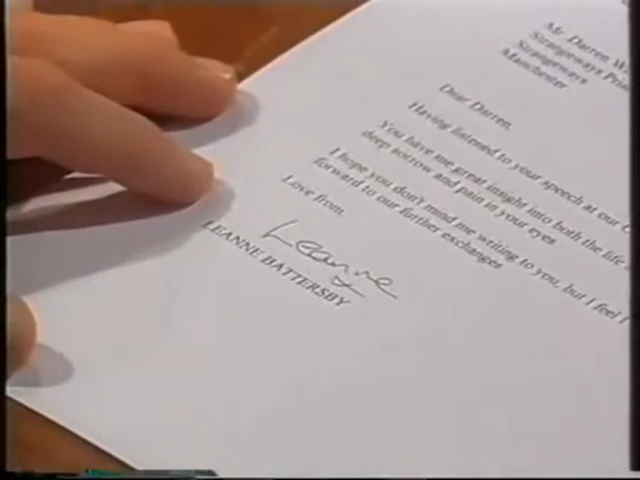 Mr. Darren
Strangeways
Strangeways
Manchester
Dear Darren,
Having listened to your speech at our
You have me great insight into both the life
deep sorrow and pain in your eyes
I hope you don't mind me writing to you, but I feel I
forward to our further exchanges
Love from,
Leanne
LEANNE BATTERSBY